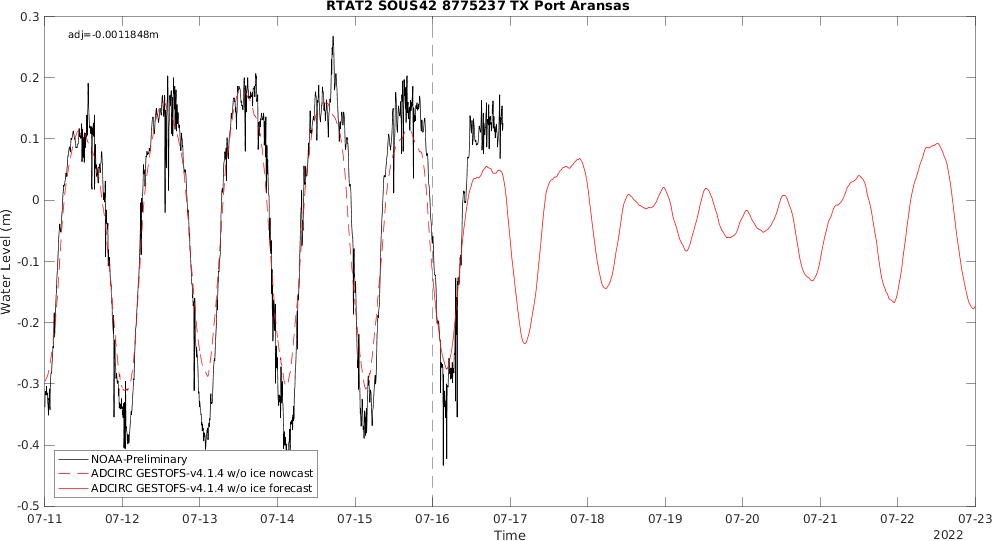 RTAT2 SOUS42 8775237 TX Port Aransas
adj=-0.0011848m
0.3
0.2
0.1
0
-0.1
-0.2
-0.3
-0.4
-0.5
Water Level (m)
NOAA-Preliminary
ADCIRC GESTOFS-v4.1.4 w/o ice nowcast
ADCIRC GESTOFS-v4.1.4 w/o ice forecast
07-11 07-12 07-13 07-14 07-15 07-16 07-17 07-18 07-19 07-20 07-21 07-22 07-23
Time
2022